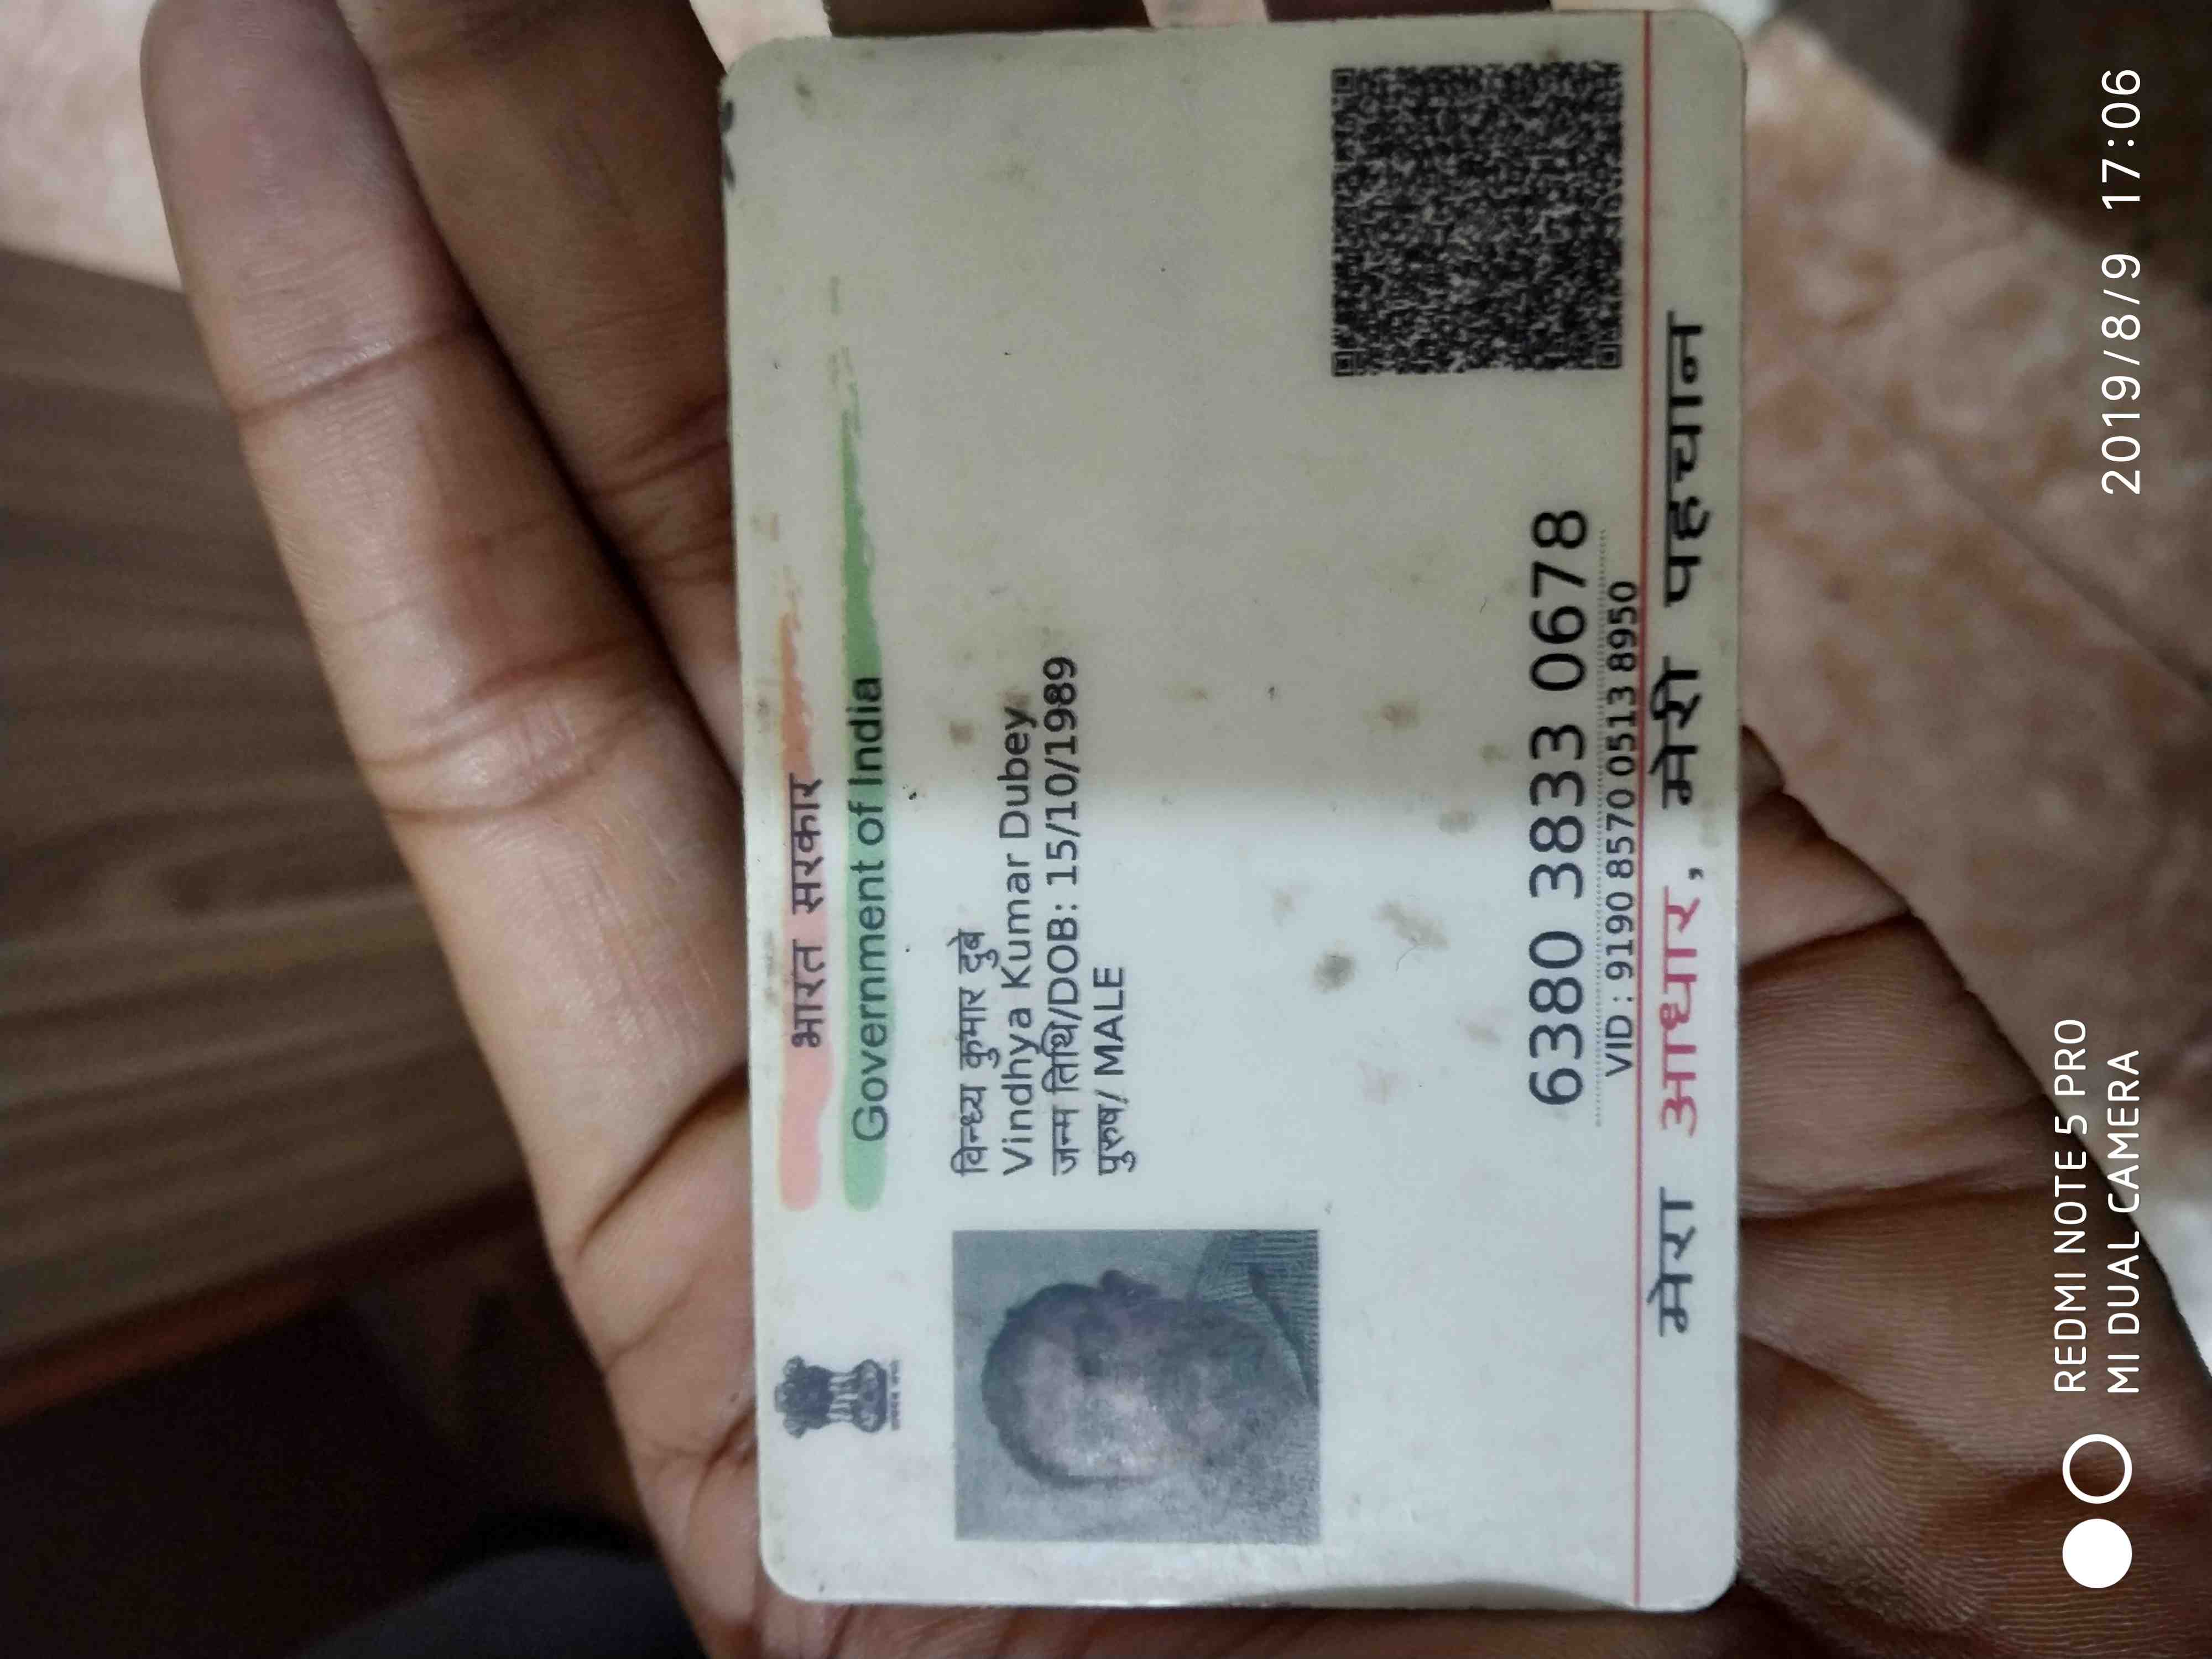 भारत सरकार
Government of India
विन्ध्य कुमार दुबे
Vindhya Kumar Dubey
जन्म तिथि/DOB: 15/10/1989
पुरुष/ MALE
6380 3833 0678
VID : 9190 8570 0513 8950
मेरा आधार, मेरी पहचान
REDMI NOTE 5 PRO
MI DUAL CAMERA
2019/8/9 17:06